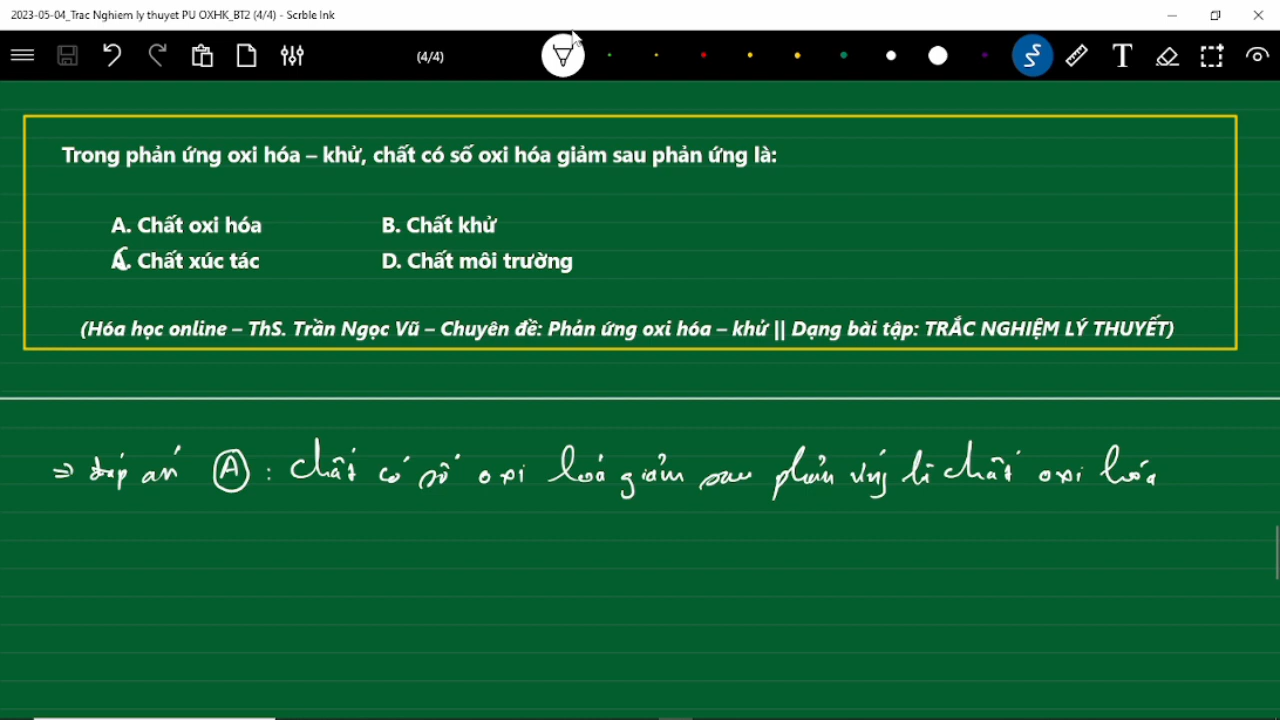 2023-05-04_Trac Nghiem ly thuyet PU OXHK_BT2 (4/4) - Scrble Ink
(4/4)
T
Trong phản ứng oxi hóa – khử, chất có số oxi hóa giảm sau phản ứng là:
A. Chất oxi hóa B. Chất khử
C. Chất xúc tác D. Chất môi trường
(Hóa học online – ThS. Trần Ngọc Vũ – Chuyên đề: Phản ứng oxi hóa – khử || Dạng bài tập: TRẮC NGHIỆM LÝ THUYẾT)
⇒ đáp án A : chất có số oxi hoá giảm sau phản ứng là chất oxi hóa